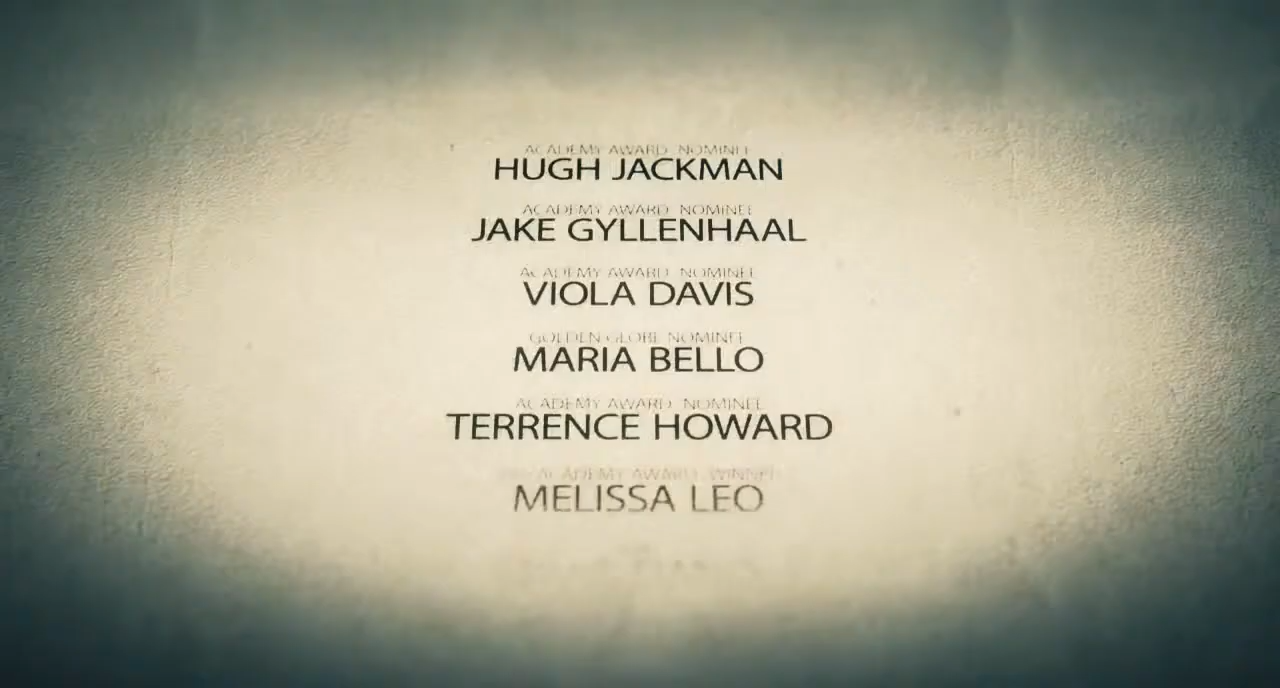 ACADEMY AWARD NOMINEE
HUGH JACKMAN
ACADEMY AWARD NOMINEE
JAKE GYLLENHAAL
ACADEMY AWARD NOMINEE
VIOLA DAVIS
GOLDEN GLOBE NOMINEE
MARIA BELLO
ACADEMY AWARD NOMINEE
TERRENCE HOWARD
ACADEMY AWARD WINNER
MELISSA LEO